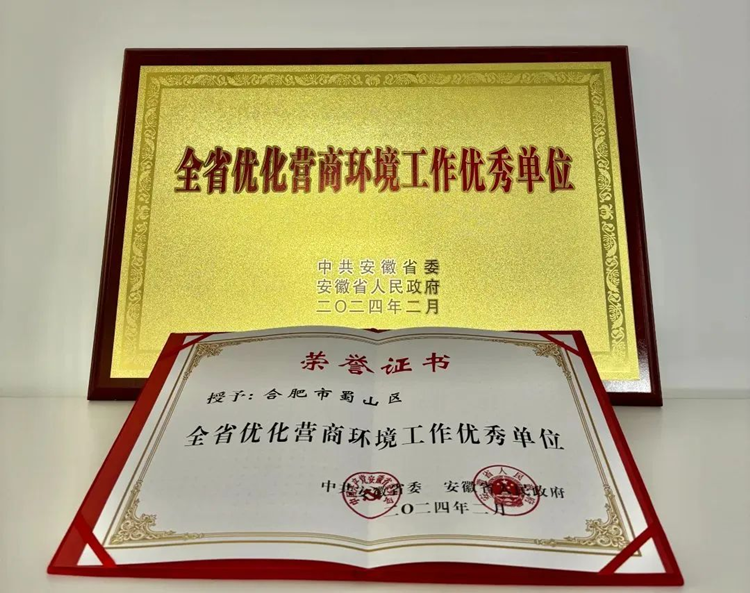 全省优化营商环境工作优秀单位
中共安徽省委
安徽省人民政府
二〇二四年二月
荣誉证书
授予：合肥市蜀山区
全省优化营商环境工作优秀单位
中共安徽省委 安徽省人民政府
二〇二四年二月